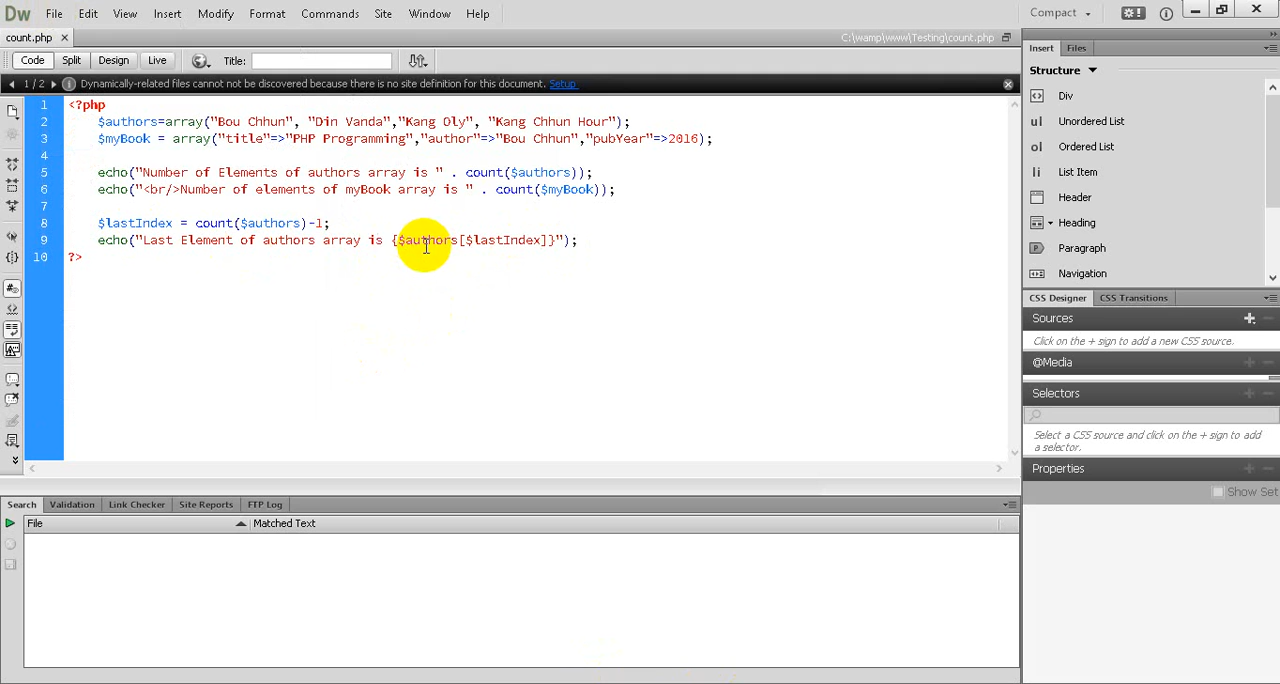 Dw File Edit View Insert Modify Format Commands Site Window Help Compact
count.php × C:\wamp\www\Testing\count.php
Code Split Design Live Title:
1 / 2 Dynamically-related files cannot not be discovered because there is no site definition for this document. Setup
1 <?php
2 $authors=array("Bou Chhun", "Din Vanda","Kang Oly", "Kang Chhun Hour");
3 $myBook = array("title"=>"PHP Programming","author"=>"Bou Chhun","pubYear"=>2016);
4
5 echo("Number of Elements of authors array is " . count($authors));
6 echo("<br/>Number of elements of myBook array is " . count($myBook));
7
8 $lastIndex = count($authors)-1;
9 echo("Last Element of authors array is {$authors[$lastIndex]}");
10 ?>
Insert Files
Structure
Div
ul Unordered List
ol Ordered List
li List Item
Header
Heading
Paragraph
Navigation
CSS Designer CSS Transitions
Sources
Click on the + sign to add a new CSS source.
@Media
Selectors
Select a CSS source and click on the + sign to add
a selector.
Properties
Show Set
Search Validation Link Checker Site Reports FTP Log
File Matched Text